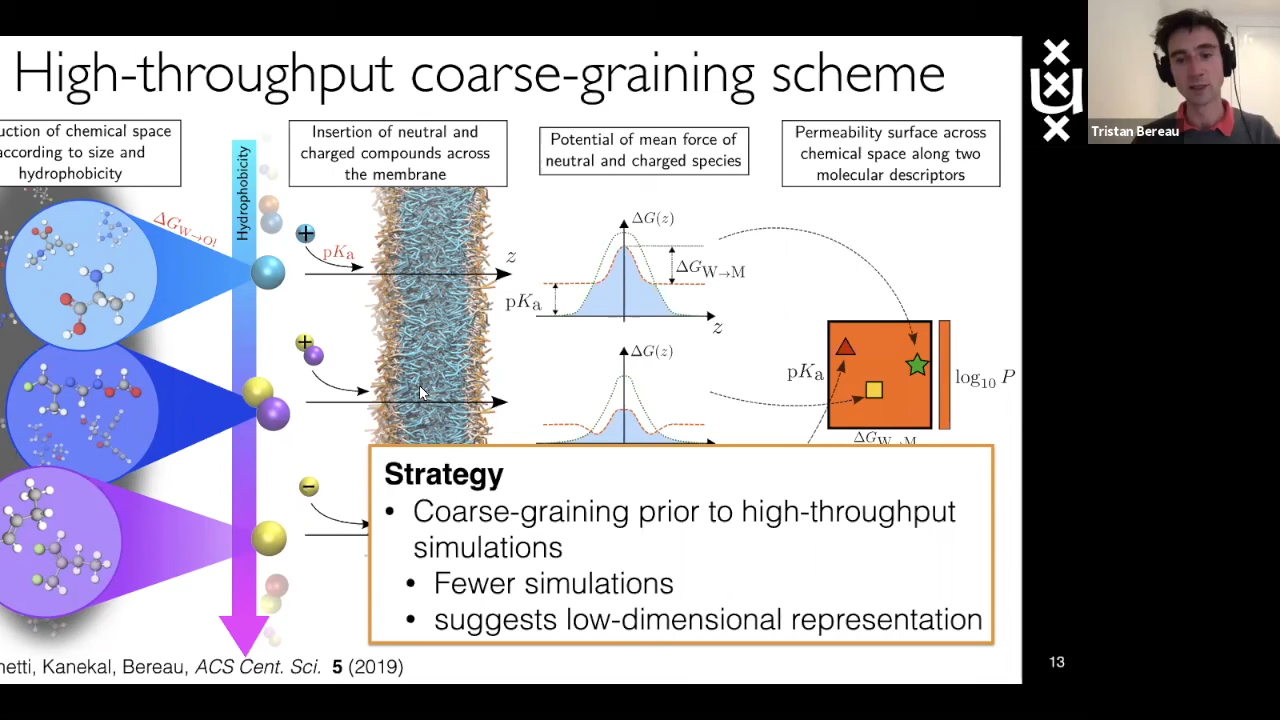 High-throughput coarse-graining scheme
Tristan Bereau
uction of chemical space
according to size and
hydrophobicity
Insertion of neutral and
charged compounds across
the membrane
Potential of mean force of
neutral and charged species
Permeability surface across
chemical space along two
molecular descriptors
Hydrophobicity
ΔG W→Ol
+
pKa
z
ΔG(z)
ΔG W→M
pKa
z
+
ΔG(z)
pKa
log10 P
ΔG W→M
−
Strategy
• Coarse-graining prior to high-throughput
simulations
• Fewer simulations
• suggests low-dimensional representation
netti, Kanekal, Bereau, ACS Cent. Sci. 5 (2019)
13